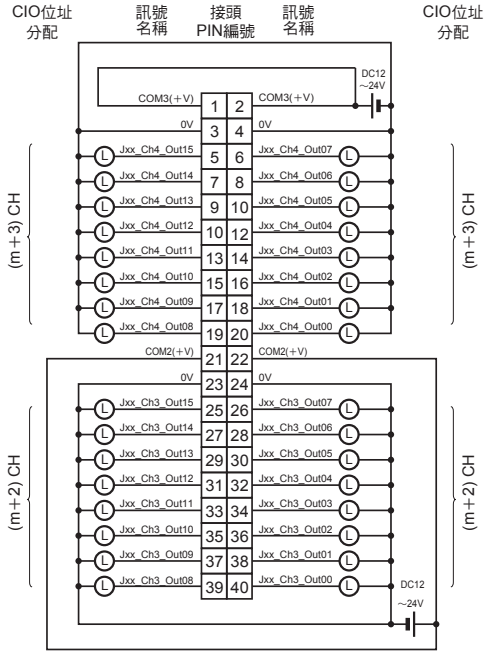 CIO位址 訊號 接頭 訊號 CIO位址
分配 名稱 PIN編號 名稱 分配
DC12
～24V
COM3(＋V) 1 2 COM3(＋V)
0V 3 4 0V
L Jxx_Ch4_Out15 5 6 Jxx_Ch4_Out07 L
L Jxx_Ch4_Out14 7 8 Jxx_Ch4_Out06 L
L Jxx_Ch4_Out13 9 10 Jxx_Ch4_Out05 L
L Jxx_Ch4_Out12 10 12 Jxx_Ch4_Out04 L
(m＋3) CH (m＋3) CH
L Jxx_Ch4_Out11 13 14 Jxx_Ch4_Out03 L
L Jxx_Ch4_Out10 15 16 Jxx_Ch4_Out02 L
L Jxx_Ch4_Out09 17 18 Jxx_Ch4_Out01 L
L Jxx_Ch4_Out08 19 20 Jxx_Ch4_Out00 L
COM2(＋V) 21 22 COM2(＋V)
0V 23 24 0V
L Jxx_Ch3_Out15 25 26 Jxx_Ch3_Out07 L
L Jxx_Ch3_Out14 27 28 Jxx_Ch3_Out06 L
L Jxx_Ch3_Out13 29 30 Jxx_Ch3_Out05 L
L Jxx_Ch3_Out12 31 32 Jxx_Ch3_Out04 L
(m＋2) CH (m＋2) CH
L Jxx_Ch3_Out11 33 34 Jxx_Ch3_Out03 L
L Jxx_Ch3_Out10 35 36 Jxx_Ch3_Out02 L
L Jxx_Ch3_Out09 37 38 Jxx_Ch3_Out01 L
L Jxx_Ch3_Out08 39 40 Jxx_Ch3_Out00 L
DC12
～24V